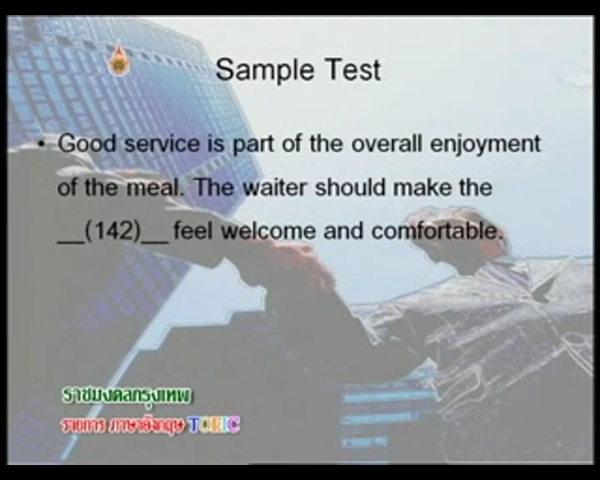 Sample Test
• Good service is part of the overall enjoyment
of the meal. The waiter should make the
__(142)__ feel welcome and comfortable.
ราชมงคลกรุงเทพ
รายการ ภาษาอังกฤษ TOEIC